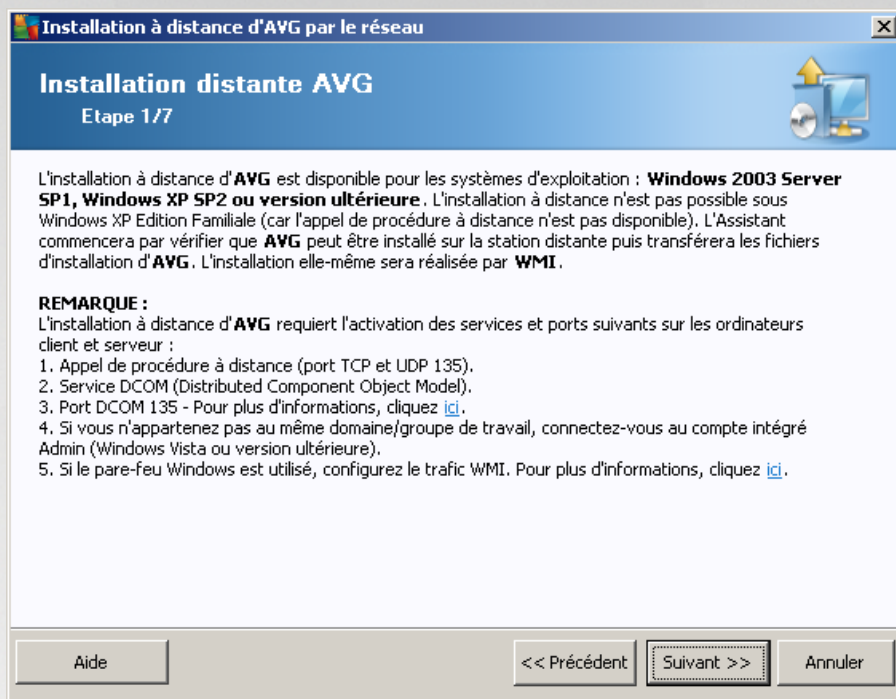 Installation à distance d'AVG par le réseau
Installation distante AVG
Etape 1/7
L'installation à distance d'AVG est disponible pour les systèmes d'exploitation : Windows 2003 Server
SP1, Windows XP SP2 ou version ultérieure. L'installation à distance n'est pas possible sous
Windows XP Edition Familiale (car l'appel de procédure à distance n'est pas disponible). L'Assistant
commencera par vérifier que AVG peut être installé sur la station distante puis transférera les fichiers
d'installation d'AVG. L'installation elle-même sera réalisée par WMI.
REMARQUE :
L'installation à distance d'AVG requiert l'activation des services et ports suivants sur les ordinateurs
client et serveur :
1. Appel de procédure à distance (port TCP et UDP 135).
2. Service DCOM (Distributed Component Object Model).
3. Port DCOM 135 - Pour plus d'informations, cliquez ici.
4. Si vous n'appartenez pas au même domaine/groupe de travail, connectez-vous au compte intégré
Admin (Windows Vista ou version ultérieure).
5. Si le pare-feu Windows est utilisé, configurez le trafic WMI. Pour plus d'informations, cliquez ici.
Aide
<< Précédent
Suivant >>
Annuler